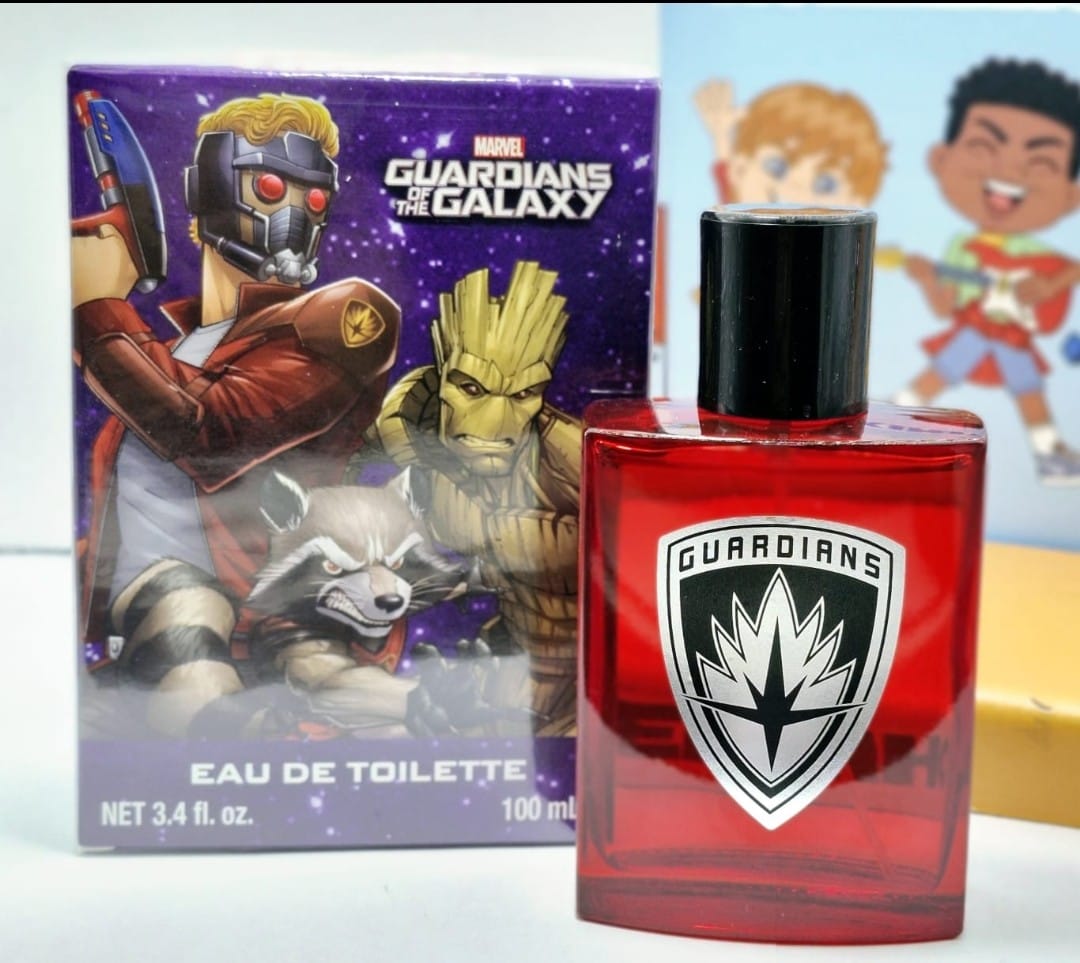 MARVEL
GUARDIANS
OF
THE GALAXY
EAU DE TOILETTE
NET 3.4 fl. oz.
100 mL
GUARDIANS